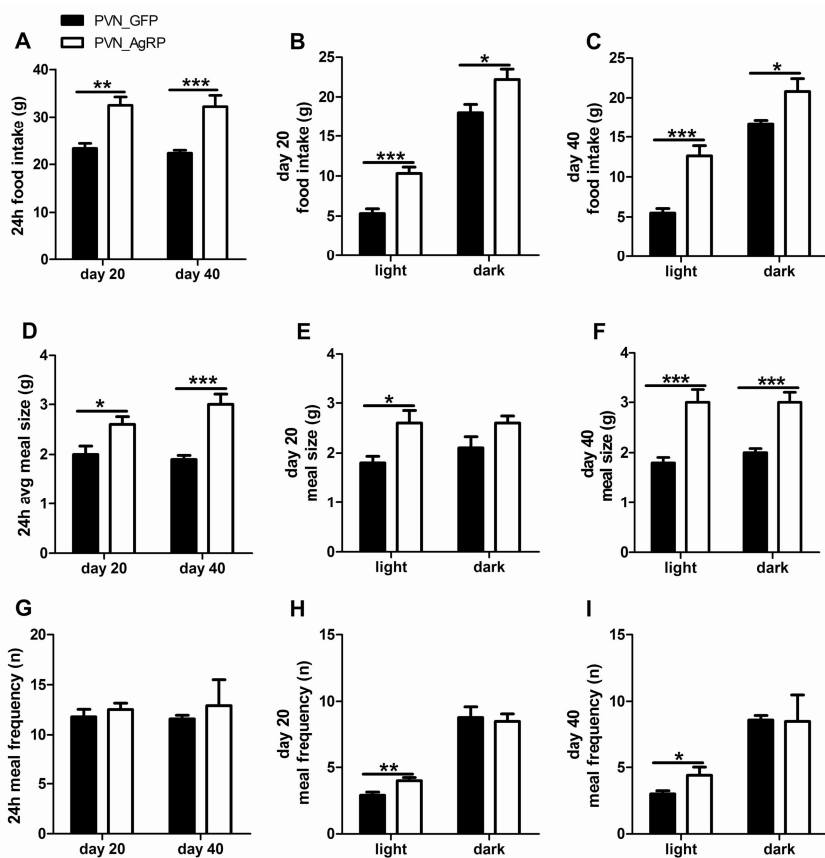 PVN_GFP
PVN_AgRP
A
24h food intake (g)
40
30
20
10
0
**
***
day 20
day 40
B
day 20
food intake (g)
25
20
15
10
5
0
***
*
light
dark
C
day 40
food intake (g)
25
20
15
10
5
0
***
*
light
dark
D
24h avg meal size (g)
4
3
2
1
0
*
***
day 20
day 40
E
day 20
meal size (g)
4
3
2
1
0
*
light
dark
F
day 40
meal size (g)
4
3
2
1
0
***
***
light
dark
G
24h meal frequency (n)
20
15
10
5
0
day 20
day 40
H
day 20
meal frequency (n)
15
10
5
0
**
light
dark
I
day 40
meal frequency (n)
15
10
5
0
*
light
dark